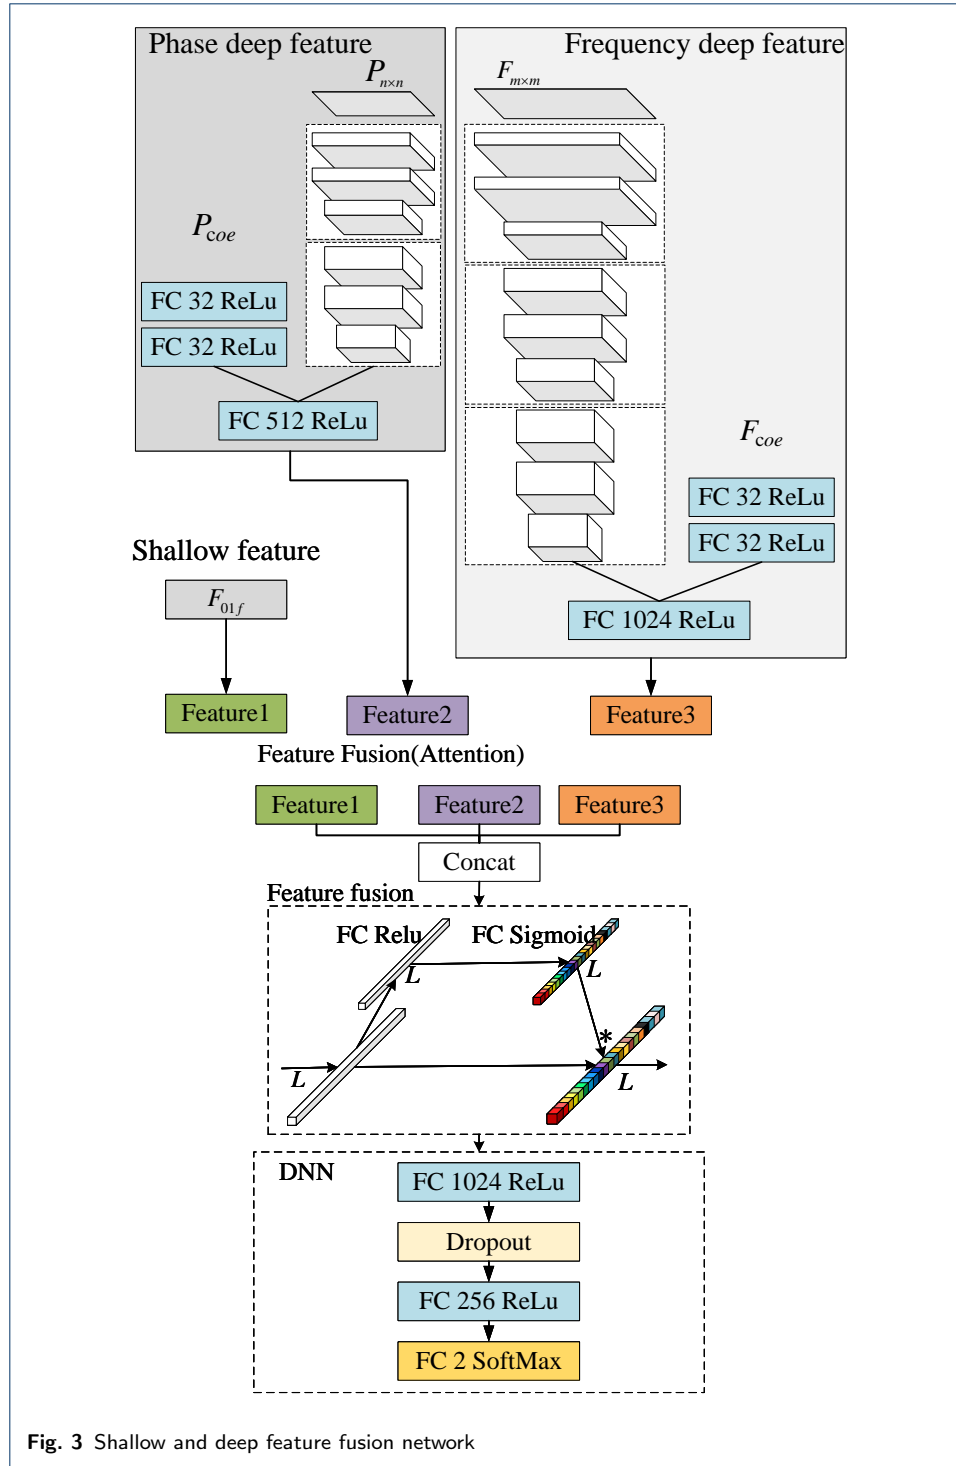 Phase deep feature
P n×n
P coe
FC 32 ReLu
FC 32 ReLu
FC 512 ReLu
Frequency deep feature
F m×m
F coe
FC 32 ReLu
FC 32 ReLu
FC 1024 ReLu
Shallow feature
F 01f
Feature1
Feature2
Feature3
Feature Fusion(Attention)
Feature1
Feature2
Feature3
Concat
Feature fusion
FC Relu
FC Sigmoid
L
L
*
L
L
DNN
FC 1024 ReLu
Dropout
FC 256 ReLu
FC 2 SoftMax
Fig. 3 Shallow and deep feature fusion network